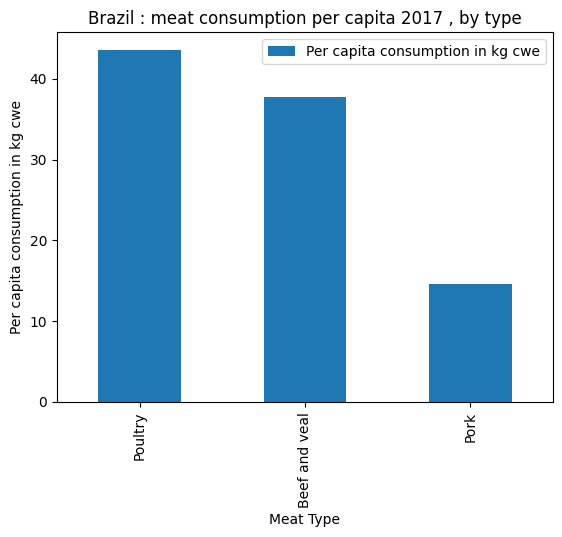 Brazil : meat consumption per capita 2017 , by type
Per capita consumption in kg cwe
Per capita consumption in kg cwe
40
30
20
10
0
Poultry
Beef and veal
Pork
Meat Type